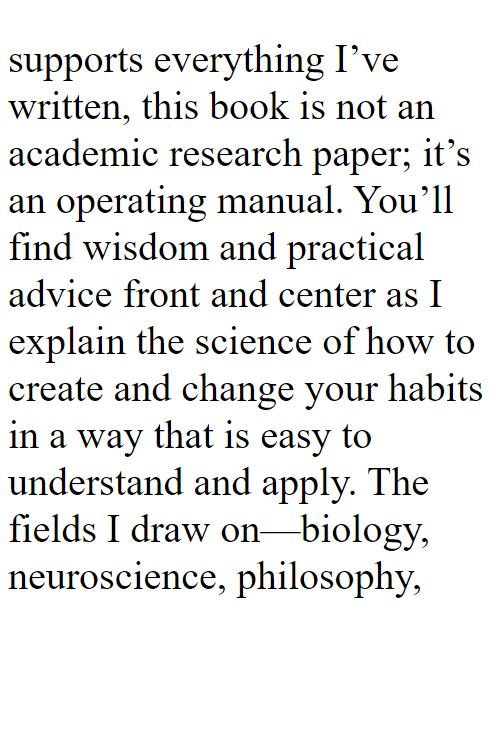 supports everything I’ve
written, this book is not an
academic research paper; it’s
an operating manual. You’ll
find wisdom and practical
advice front and center as I
explain the science of how to
create and change your habits
in a way that is easy to
understand and apply. The
fields I draw on—biology,
neuroscience, philosophy,